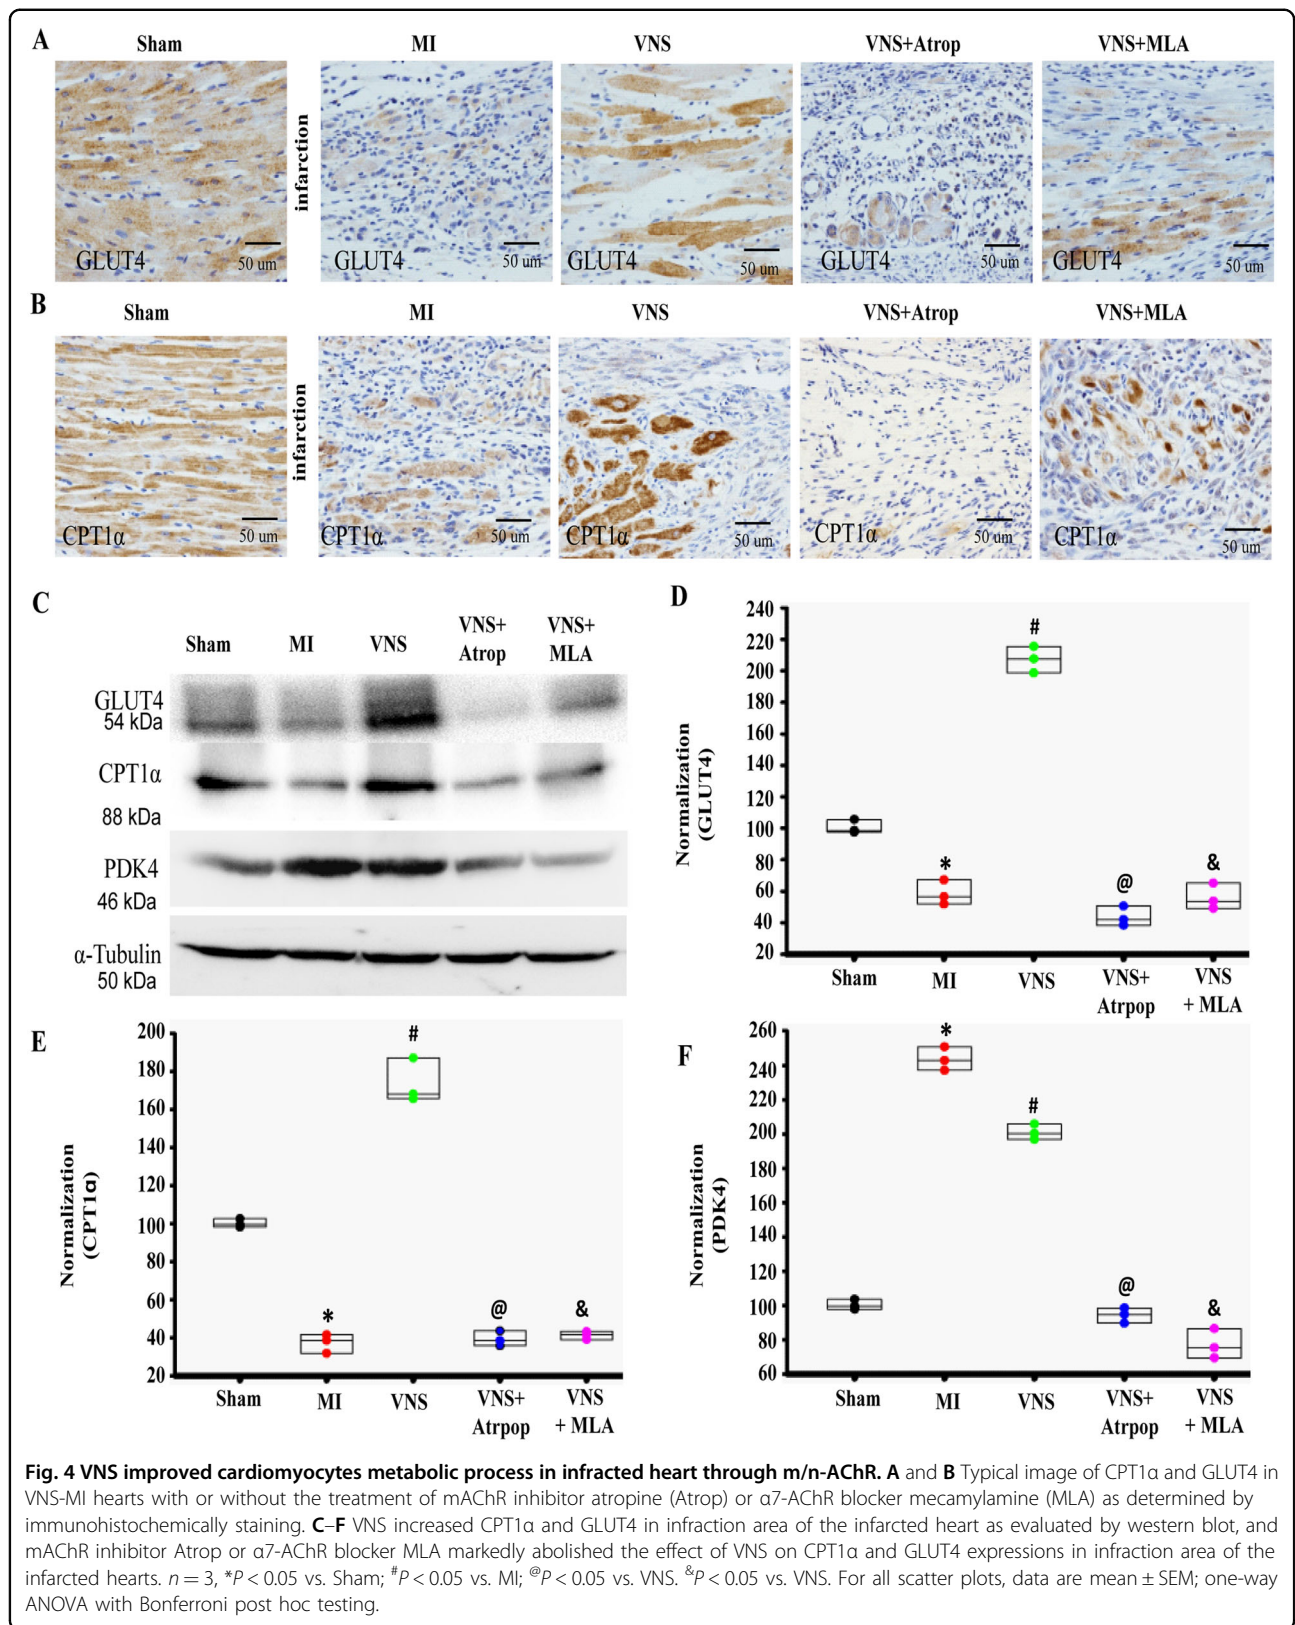 A
Sham
MI
VNS
VNS+Atrop
VNS+MLA
infarction
GLUT4
50 um
GLUT4
50 um
GLUT4
50 um
GLUT4
50 um
GLUT4
50 um
B
Sham
MI
VNS
VNS+Atrop
VNS+MLA
infarction
CPT1α
50 um
CPT1α
50 um
CPT1α
50 um
CPT1α
50 um
CPT1α
50 um
C
Sham
MI
VNS
VNS+
Atrop
VNS+
MLA
GLUT4
54 kDa
CPT1α
88 kDa
PDK4
46 kDa
α-Tubulin
50 kDa
D
Normalization
(GLUT4)
240
220
200
180
160
140
120
100
80
60
40
20
*
#
@
&
Sham
MI
VNS
VNS+
Atrpop
VNS
+ MLA
E
Normalization
(CPT1α)
200
180
160
140
120
100
80
60
40
20
*
#
@
&
Sham
MI
VNS
VNS+
Atrpop
VNS
+ MLA
F
Normalization
(PDK4)
260
240
220
200
180
160
140
120
100
80
60
*
#
@
&
Sham
MI
VNS
VNS+
Atrpop
VNS
+ MLA
Fig. 4 VNS improved cardiomyocytes metabolic process in infracted heart through m/n-AChR. A and B Typical image of CPT1α and GLUT4 in
VNS-MI hearts with or without the treatment of mAChR inhibitor atropine (Atrop) or α7-AChR blocker mecamylamine (MLA) as determined by
immunohistochemically staining. C–F VNS increased CPT1α and GLUT4 in infraction area of the infarcted heart as evaluated by western blot, and
mAChR inhibitor Atrop or α7-AChR blocker MLA markedly abolished the effect of VNS on CPT1α and GLUT4 expressions in infraction area of the
infarcted hearts. n = 3, *P < 0.05 vs. Sham; #P < 0.05 vs. MI; @P < 0.05 vs. VNS. &P < 0.05 vs. VNS. For all scatter plots, data are mean ± SEM; one-way
ANOVA with Bonferroni post hoc testing.